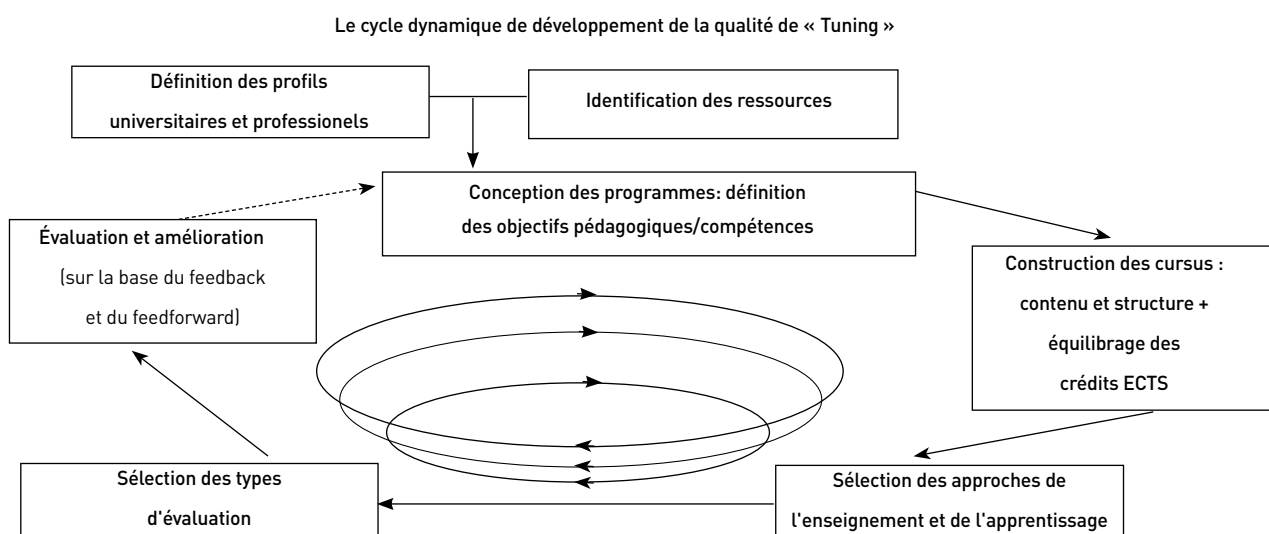 Le cycle dynamique de développement de la qualité de « Tuning »
Définition des profils
universitaires et professionels
Identification des ressources
Conception des programmes: définition
des objectifs pédagogiques/compétences
Évaluation et amélioration
(sur la base du feedback
et du feedforward)
Construction des cursus :
contenu et structure +
équilibrage des
crédits ECTS
Sélection des types
d'évaluation
Sélection des approches de
l'enseignement et de l'apprentissage